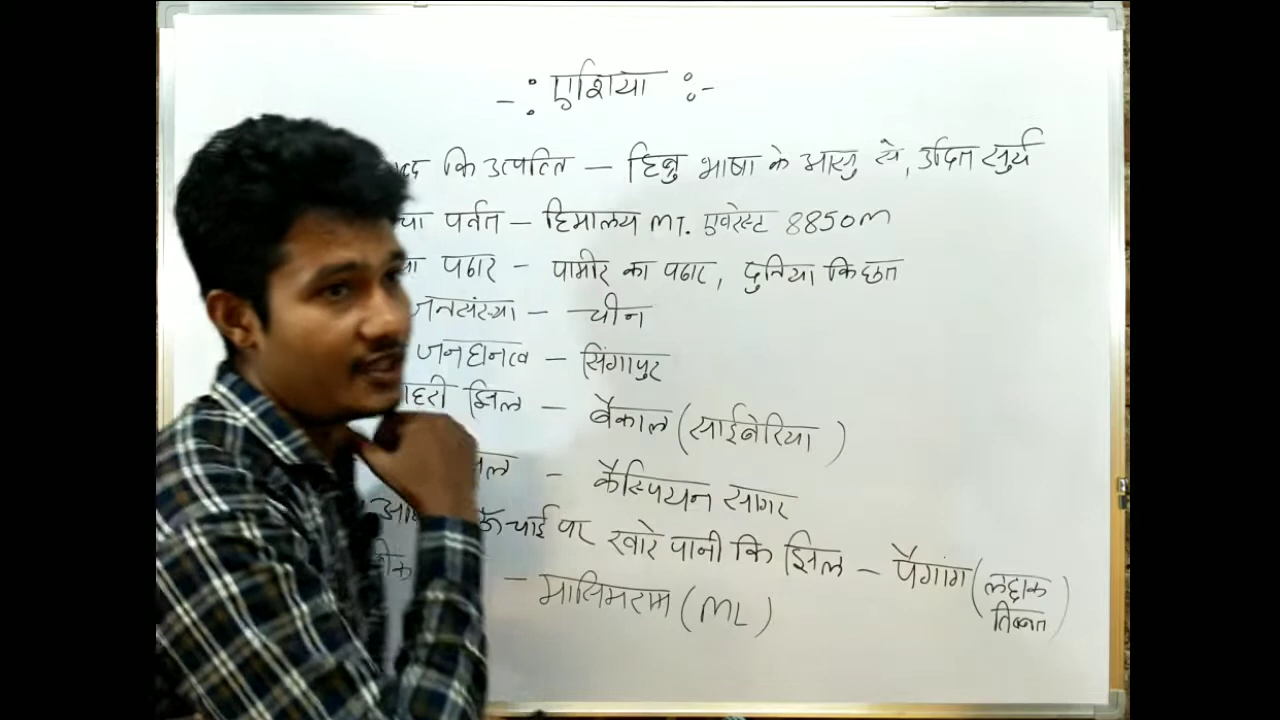 -: एशिया :-
कि उत्पत्ति – हिब्रु भाषा के आसु से, उदित सुर्य
पर्वत – हिमालय MT. एवरेस्ट 8850m
पठार – पामीर का पठार, दुनिया कि छत
जनसंख्या – चीन
जनघनत्व – सिंगापुर
झिल – बैकाल (साईबेरिया)
– कैस्पियन सागर
ऊंचाई पर खारे पानी कि झिल – पैगांग (लद्दाक
तिब्बत)
– मासिमराम (ML)